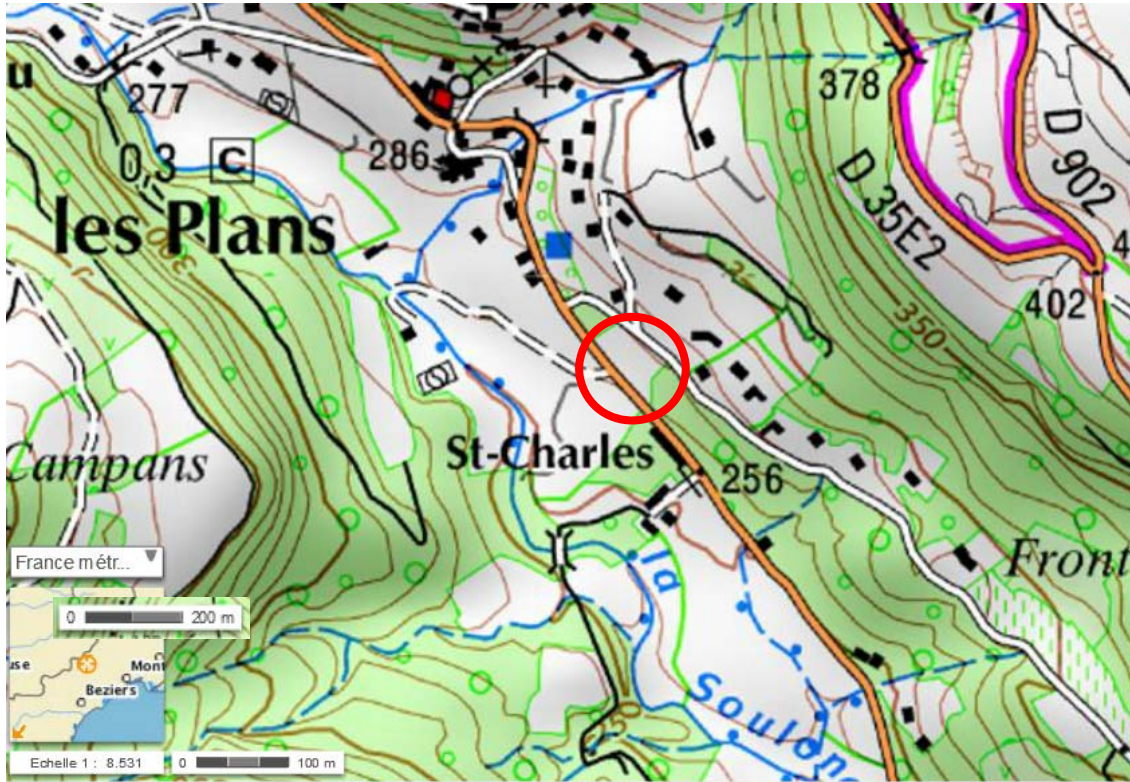 u
277
0,3
C
286
les Plans
378
D 902
D 35E2
4
402
350
Campans
St-Charles
256
la
Soulon
Front
France métr...
0 200 m
use
Mont
Beziers
Echelle 1 : 8.531
0 100 m